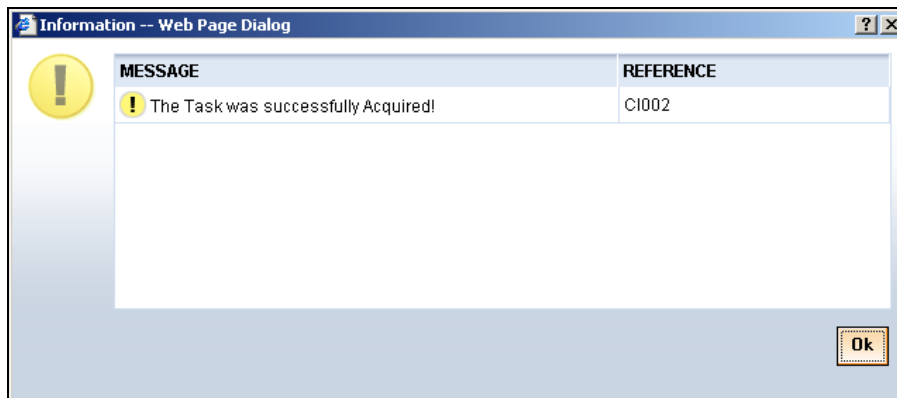 Information -- Web Page Dialog
MESSAGE REFERENCE
The Task was successfully Acquired! CI002
Ok